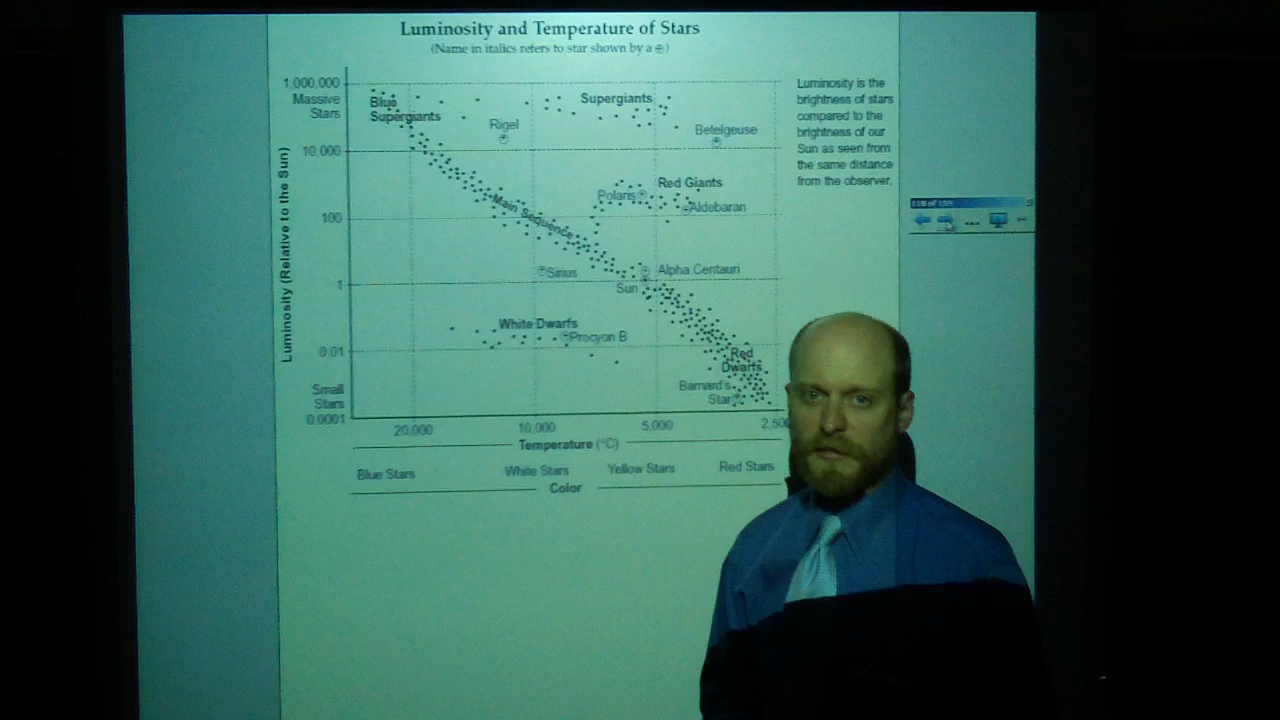 Luminosity and Temperature of Stars
(Name in italics refers to star shown by a ⊕)
1,000,000
Massive
Stars
Blue
Supergiants
Supergiants
Rigel
Betelgeuse
10,000
Luminosity (Relative to the Sun)
Polaris
Red Giants
Aldebaran
100
Main Sequence
Sirius
Alpha Centauri
1
Sun
White Dwarfs
Procyon B
0.01
Red
Dwarfs
Small
Stars
Barnard's
Star
0.0001
20,000 10,000 5,000 2,500
Temperature (°C)
Blue Stars White Stars Yellow Stars Red Stars
Color
Luminosity is the
brightness of stars
compared to the
brightness of our
Sun as seen from
the same distance
from the observer.